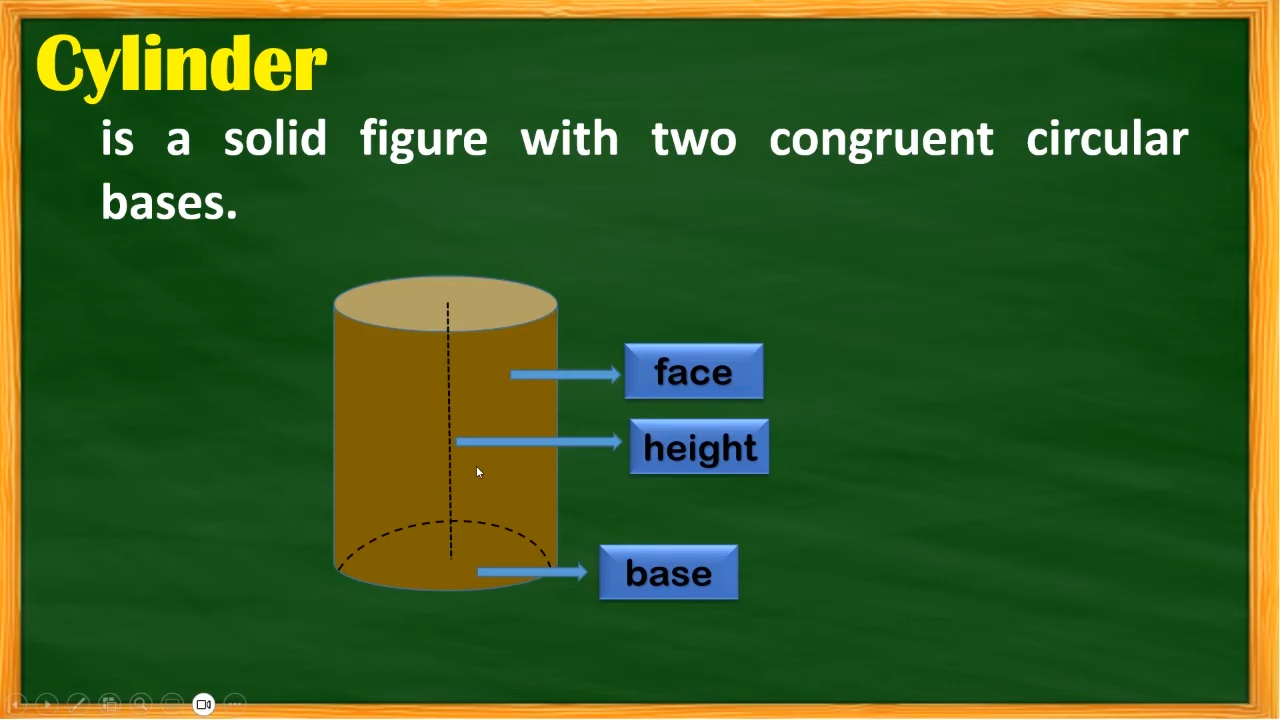 Cylinder
is a solid figure with two congruent circular
bases.
face
height
base